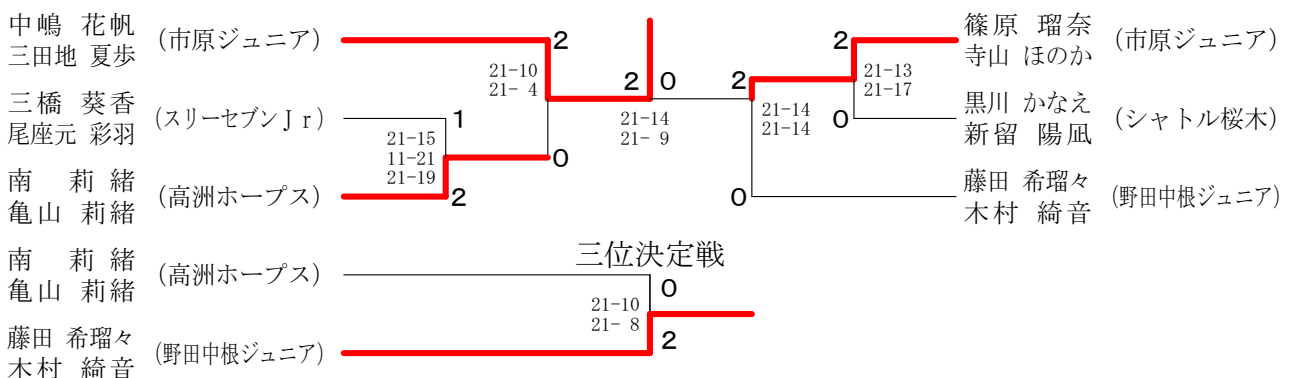 中嶋 花帆
三田地 夏歩
(市原ジュニア)
2
21-10
21- 4
三橋 葵香
尾座元 彩羽
(スリーセブンJr)
1
21-15
11-21
21-19
0
南 莉緒
亀山 莉緒
(高洲ホープス)
2
2 0
21-14
21- 9
篠原 瑠奈
寺山 ほのか
(市原ジュニア)
2
21-13
21-17
黒川 かなえ
新留 陽凪
(シャトル桜木)
0
2
21-14
21-14
藤田 希瑠々
木村 綺音
(野田中根ジュニア)
0
三位決定戦
南 莉緒
亀山 莉緒
(高洲ホープス)
0
21-10
21- 8
藤田 希瑠々
木村 綺音
(野田中根ジュニア)
2